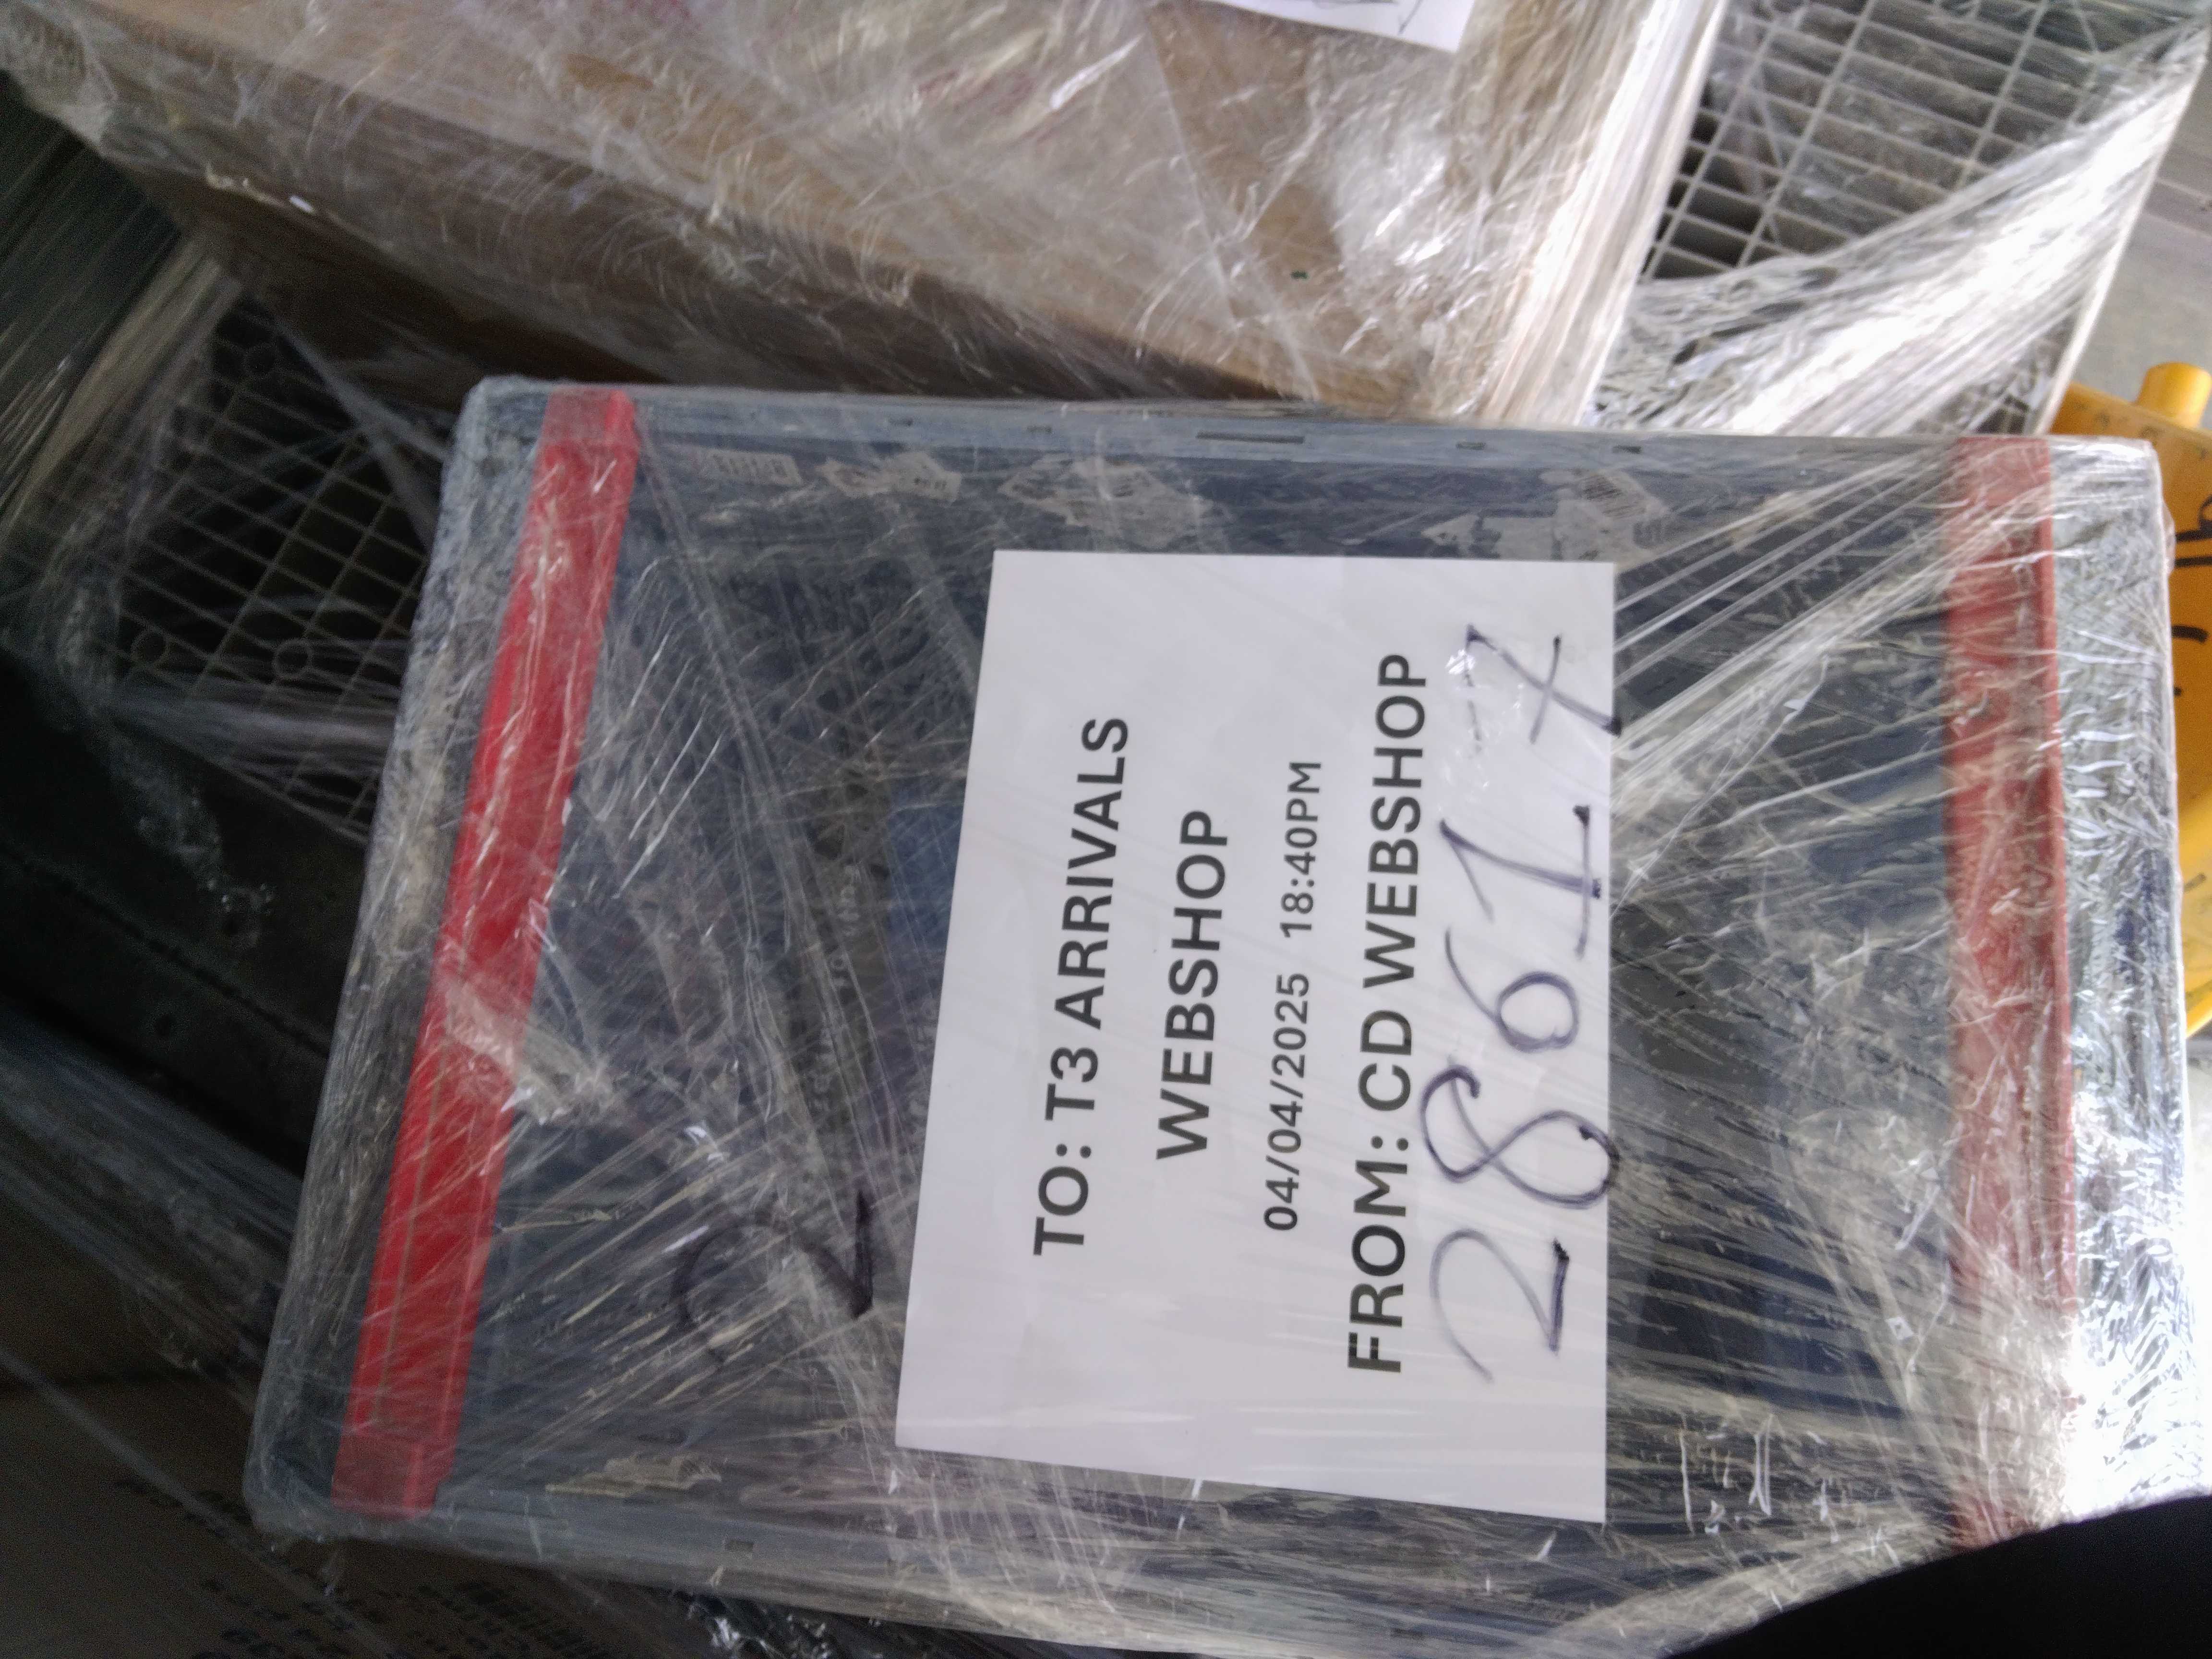 TO: T3 ARRIVALS
WEBSHOP
04/04/2025 18:40PM
FROM: CD WEBSHOP
28617
2